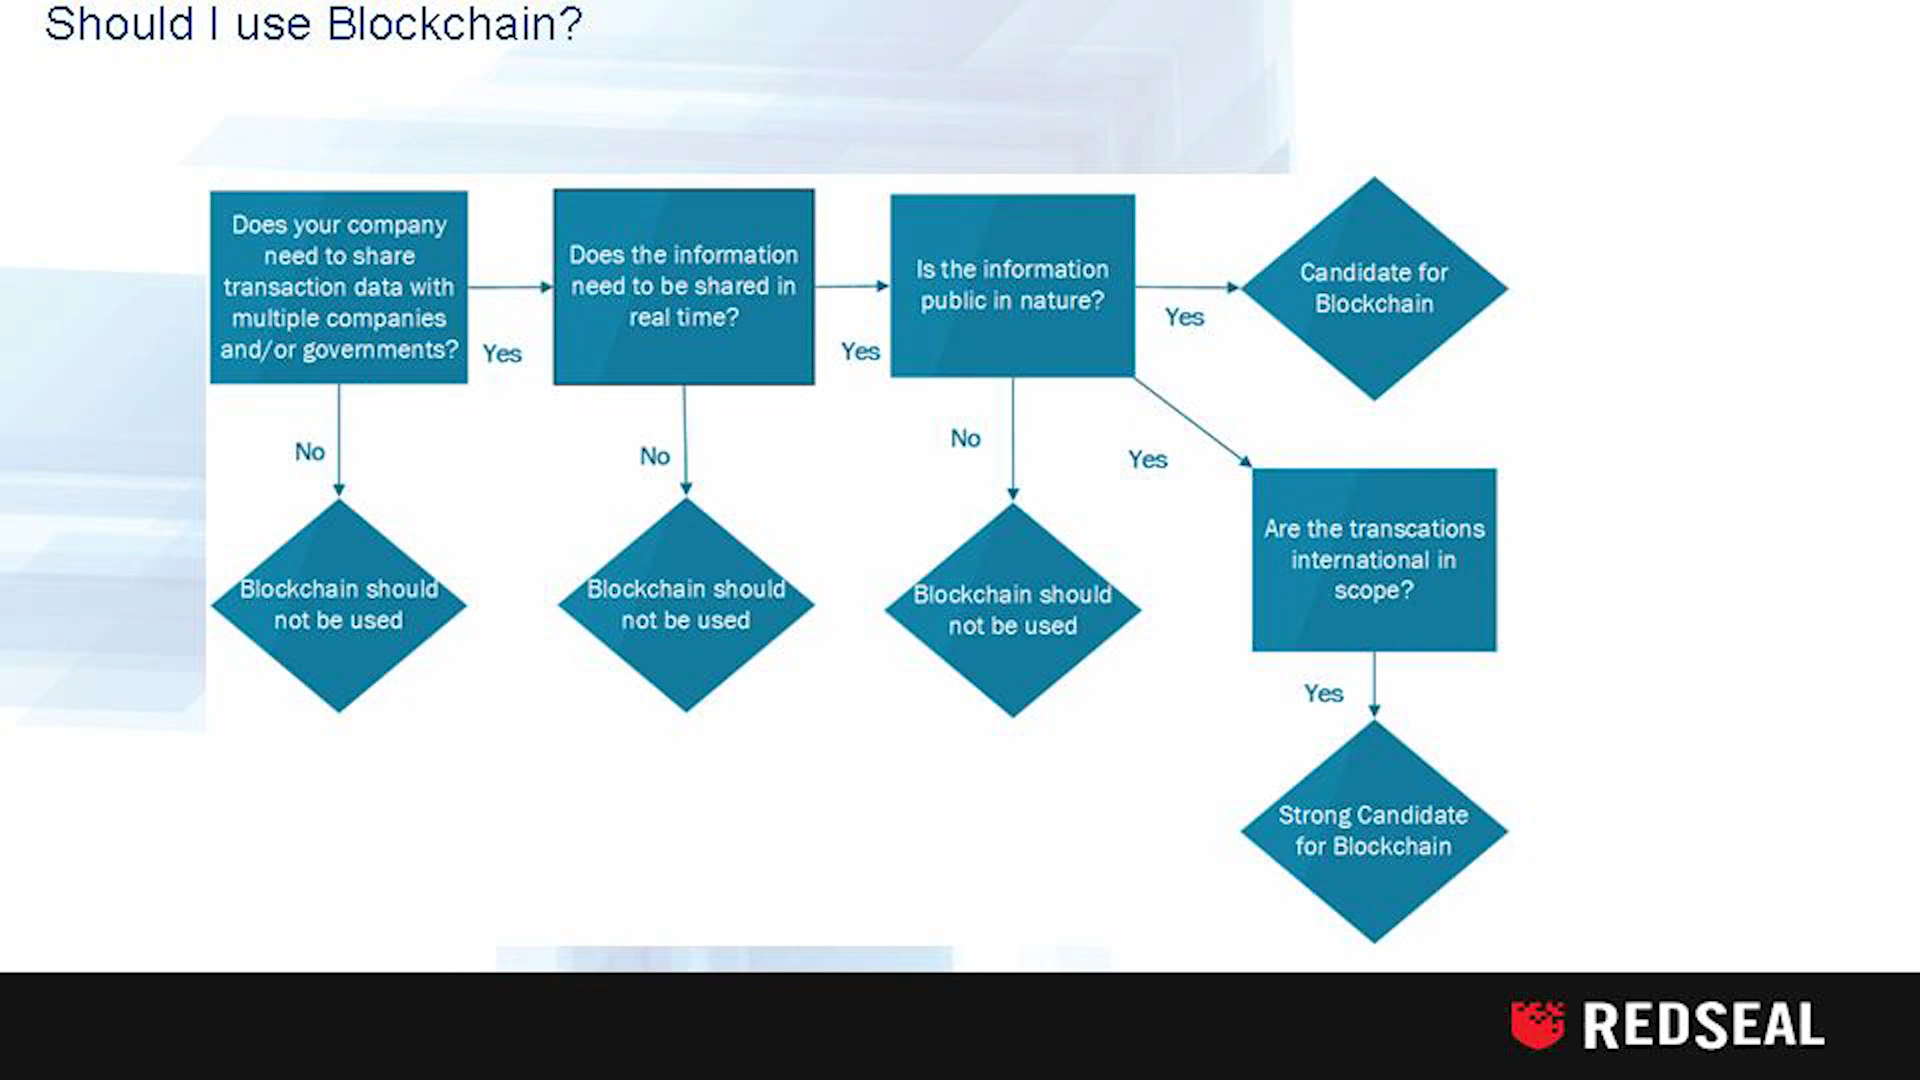 Should I use Blockchain?
Does your company
need to share
transaction data with
multiple companies
and/or governments?
Yes
Does the information
need to be shared in
real time?
Yes
Is the information
public in nature?
Yes
Candidate for
Blockchain
No
No
No
Yes
Blockchain should
not be used
Blockchain should
not be used
Blockchain should
not be used
Are the transcations
international in
scope?
Yes
Strong Candidate
for Blockchain
REDSEAL